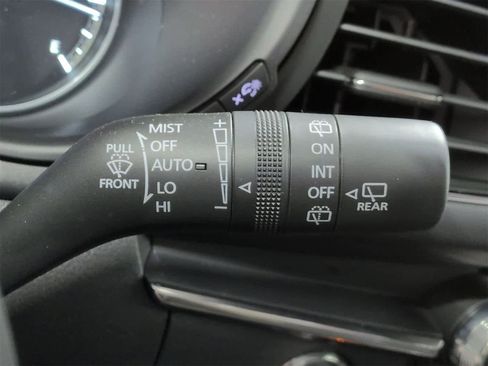 MIST
OFF
AUTO
LO
HI
PULL
FRONT
+
-
ON
INT
OFF
REAR